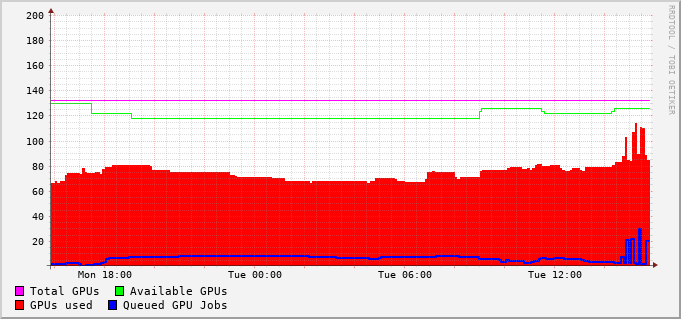 200
180
160
140
120
100
80
60
40
20
Mon 18:00 Tue 00:00 Tue 06:00 Tue 12:00
Total GPUs Available GPUs
GPUs used Queued GPU Jobs
RRDTOOL / TOBI OETIKER